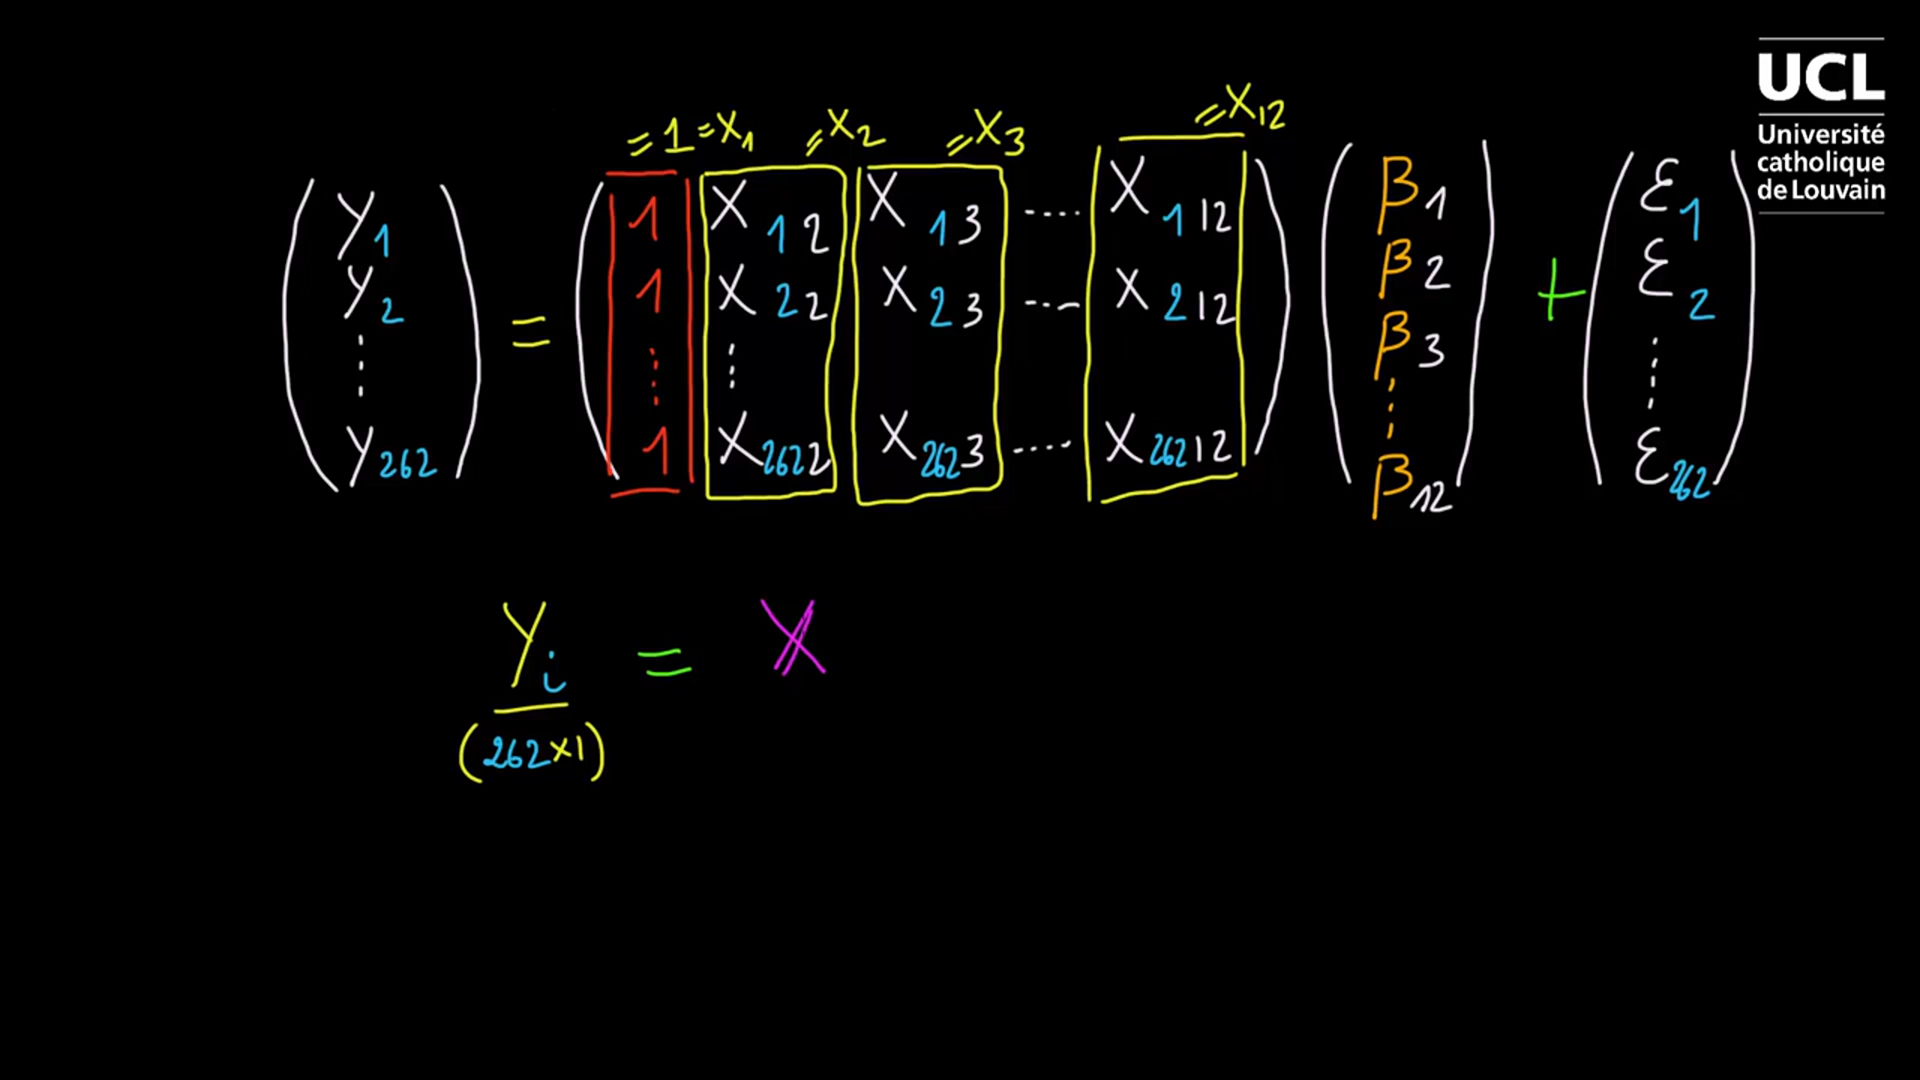 UCL
Université
catholique
de Louvain
= 1 = X₁ = X₂ = X₃ = X₁₂
y₁ 1 X₁₂ X₁₃ .... X₁₁₂ β₁ ε₁
y₂ 1 X₂₂ X₂₃ .... X₂₁₂ β₂ ε₂
= β₃ +
⋮ ⋮ ⋮ ⋮ ⋮
y₂₆₂ 1 X₂₆₂₂ X₂₆₂₃ .... X₂₆₂₁₂ β₁₂ ε₂₆₂
yᵢ = X
(262×1)